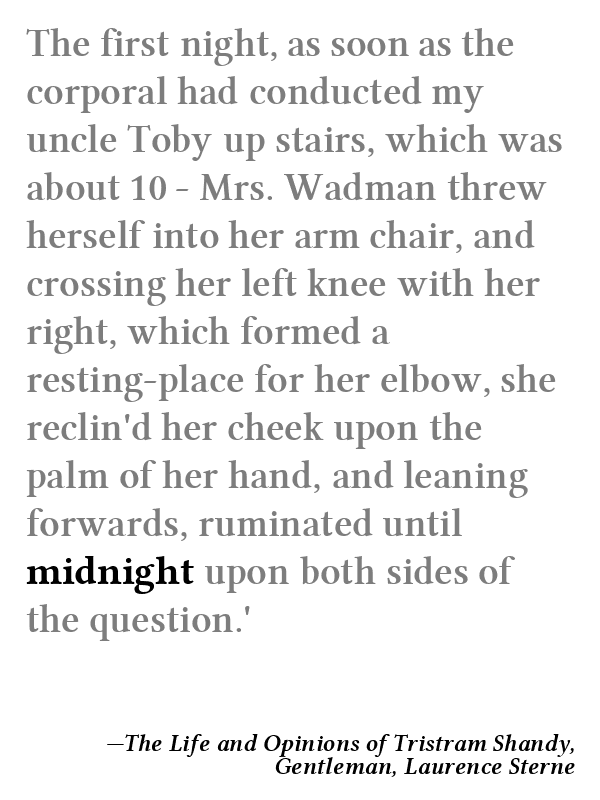 The first night, as soon as the
corporal had conducted my
uncle Toby up stairs, which was
about 10 - Mrs. Wadman threw
herself into her arm chair, and
crossing her left knee with her
right, which formed a
resting-place for her elbow, she
reclin'd her cheek upon the
palm of her hand, and leaning
forwards, ruminated until
midnight upon both sides of
the question.'
—The Life and Opinions of Tristram Shandy,
Gentleman, Laurence Sterne